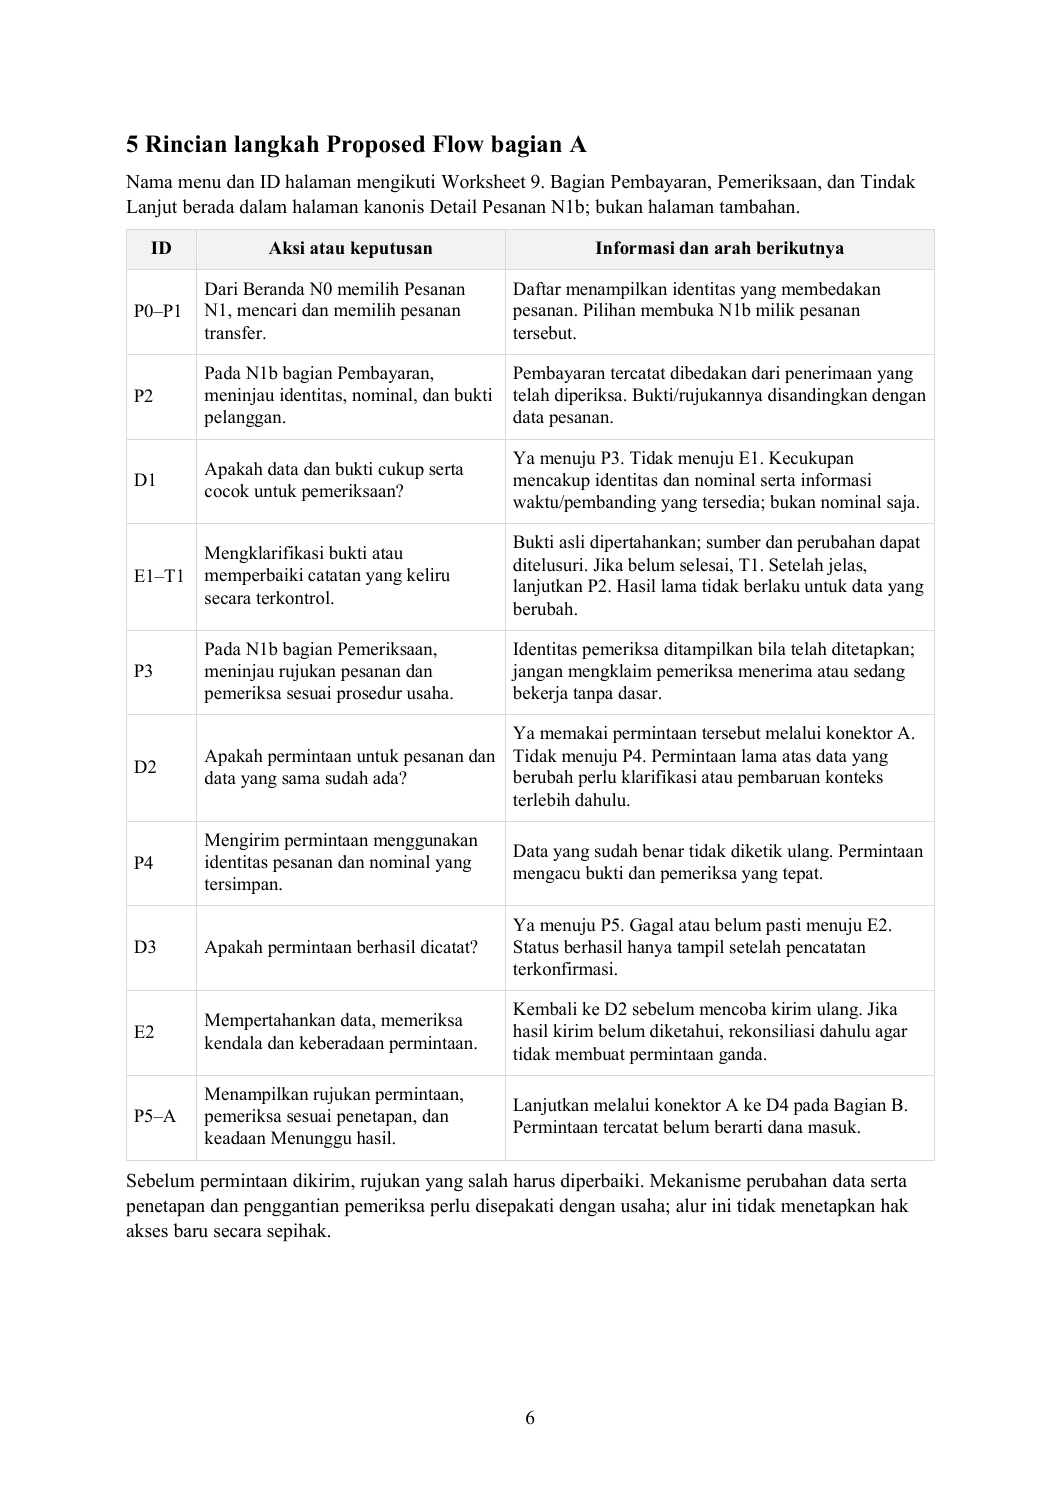 5 Rincian langkah Proposed Flow bagian A
Nama menu dan ID halaman mengikuti Worksheet 9. Bagian Pembayaran, Pemeriksaan, dan Tindak
Lanjut berada dalam halaman kanonis Detail Pesanan N1b; bukan halaman tambahan.
ID Aksi atau keputusan Informasi dan arah berikutnya
P0–P1
Dari Beranda N0 memilih Pesanan
N1, mencari dan memilih pesanan
transfer.
Daftar menampilkan identitas yang membedakan
pesanan. Pilihan membuka N1b milik pesanan
tersebut.
P2
Pada N1b bagian Pembayaran,
meninjau identitas, nominal, dan bukti
pelanggan.
Pembayaran tercatat dibedakan dari penerimaan yang
telah diperiksa. Bukti/rujukannya disandingkan dengan
data pesanan.
D1
Apakah data dan bukti cukup serta
cocok untuk pemeriksaan?
Ya menuju P3. Tidak menuju E1. Kecukupan
mencakup identitas dan nominal serta informasi
waktu/pembanding yang tersedia; bukan nominal saja.
E1–T1
Mengklarifikasi bukti atau
memperbaiki catatan yang keliru
secara terkontrol.
Bukti asli dipertahankan; sumber dan perubahan dapat
ditelusuri. Jika belum selesai, T1. Setelah jelas,
lanjutkan P2. Hasil lama tidak berlaku untuk data yang
berubah.
P3
Pada N1b bagian Pemeriksaan,
meninjau rujukan pesanan dan
pemeriksa sesuai prosedur usaha.
Identitas pemeriksa ditampilkan bila telah ditetapkan;
jangan mengklaim pemeriksa menerima atau sedang
bekerja tanpa dasar.
D2
Apakah permintaan untuk pesanan dan
data yang sama sudah ada?
Ya memakai permintaan tersebut melalui konektor A.
Tidak menuju P4. Permintaan lama atas data yang
berubah perlu klarifikasi atau pembaruan konteks
terlebih dahulu.
P4
Mengirim permintaan menggunakan
identitas pesanan dan nominal yang
tersimpan.
Data yang sudah benar tidak diketik ulang. Permintaan
mengacu bukti dan pemeriksa yang tepat.
D3
Apakah permintaan berhasil dicatat?
Ya menuju P5. Gagal atau belum pasti menuju E2.
Status berhasil hanya tampil setelah pencatatan
terkonfirmasi.
E2
Mempertahankan data, memeriksa
kendala dan keberadaan permintaan.
Kembali ke D2 sebelum mencoba kirim ulang. Jika
hasil kirim belum diketahui, rekonsiliasi dahulu agar
tidak membuat permintaan ganda.
P5–A
Menampilkan rujukan permintaan,
pemeriksa sesuai penetapan, dan
keadaan Menunggu hasil.
Lanjutkan melalui konektor A ke D4 pada Bagian B.
Permintaan tercatat belum berarti dana masuk.
Sebelum permintaan dikirim, rujukan yang salah harus diperbaiki. Mekanisme perubahan data serta
penetapan dan penggantian pemeriksa perlu disepakati dengan usaha; alur ini tidak menetapkan hak
akses baru secara sepihak.
6